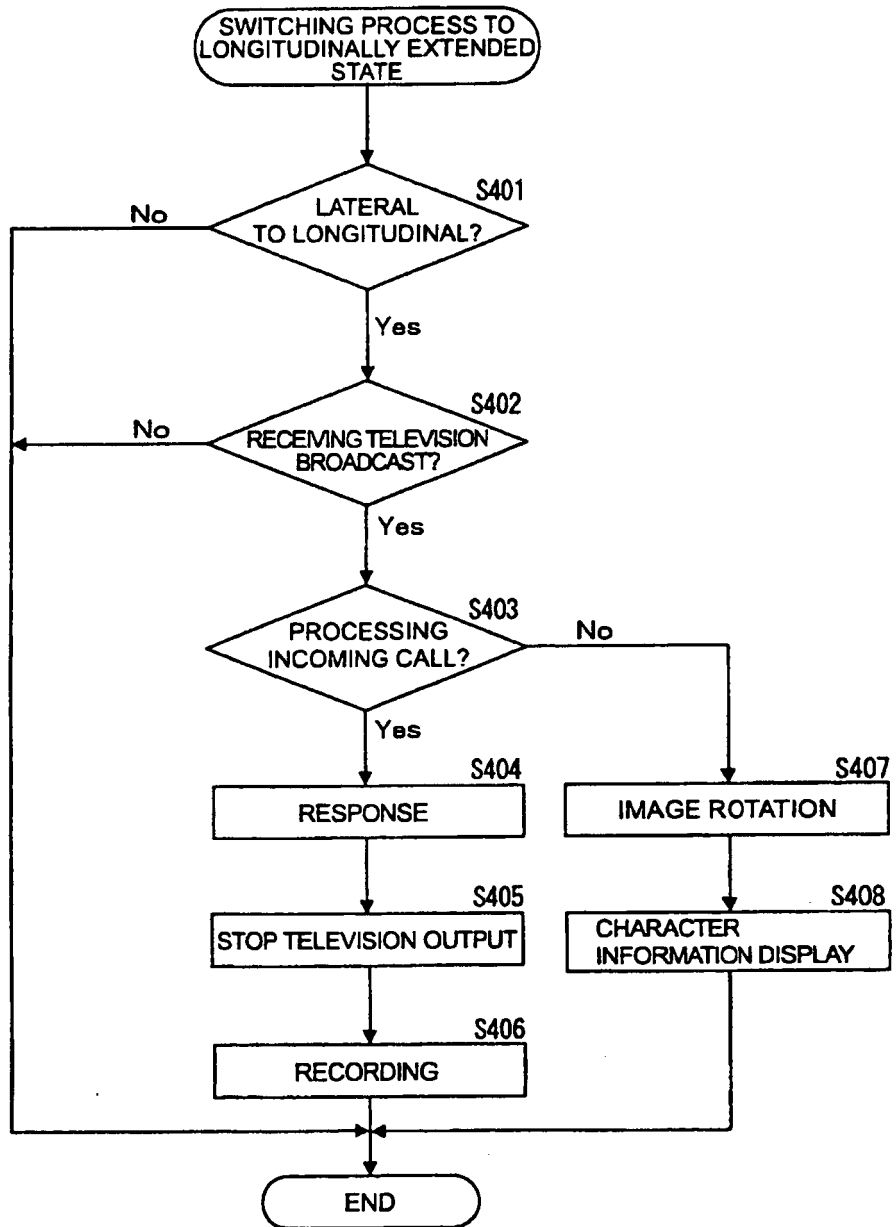 SWITCHING PROCESS TO
LONGITUDINALLY EXTENDED
STATE
S401
LATERAL
TO LONGITUDINAL?
No
Yes
S402
RECEIVING TELEVISION
BROADCAST?
No
Yes
S403
PROCESSING
INCOMING CALL?
No
Yes
S404
RESPONSE
S407
IMAGE ROTATION
S405
STOP TELEVISION OUTPUT
S408
CHARACTER
INFORMATION DISPLAY
S406
RECORDING
END